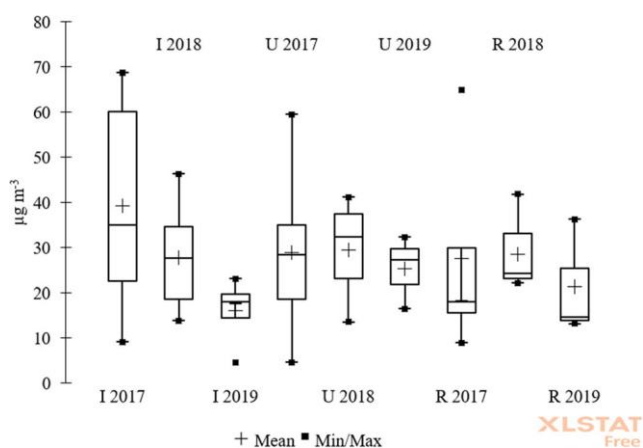 80
I 2018 U 2017 U 2019 R 2018
70
60
50
µg m-3
40
30
20
10
0
I 2017 I 2019 U 2018 R 2017 R 2019
+ Mean ▪ Min/Max
XLSTAT
Free